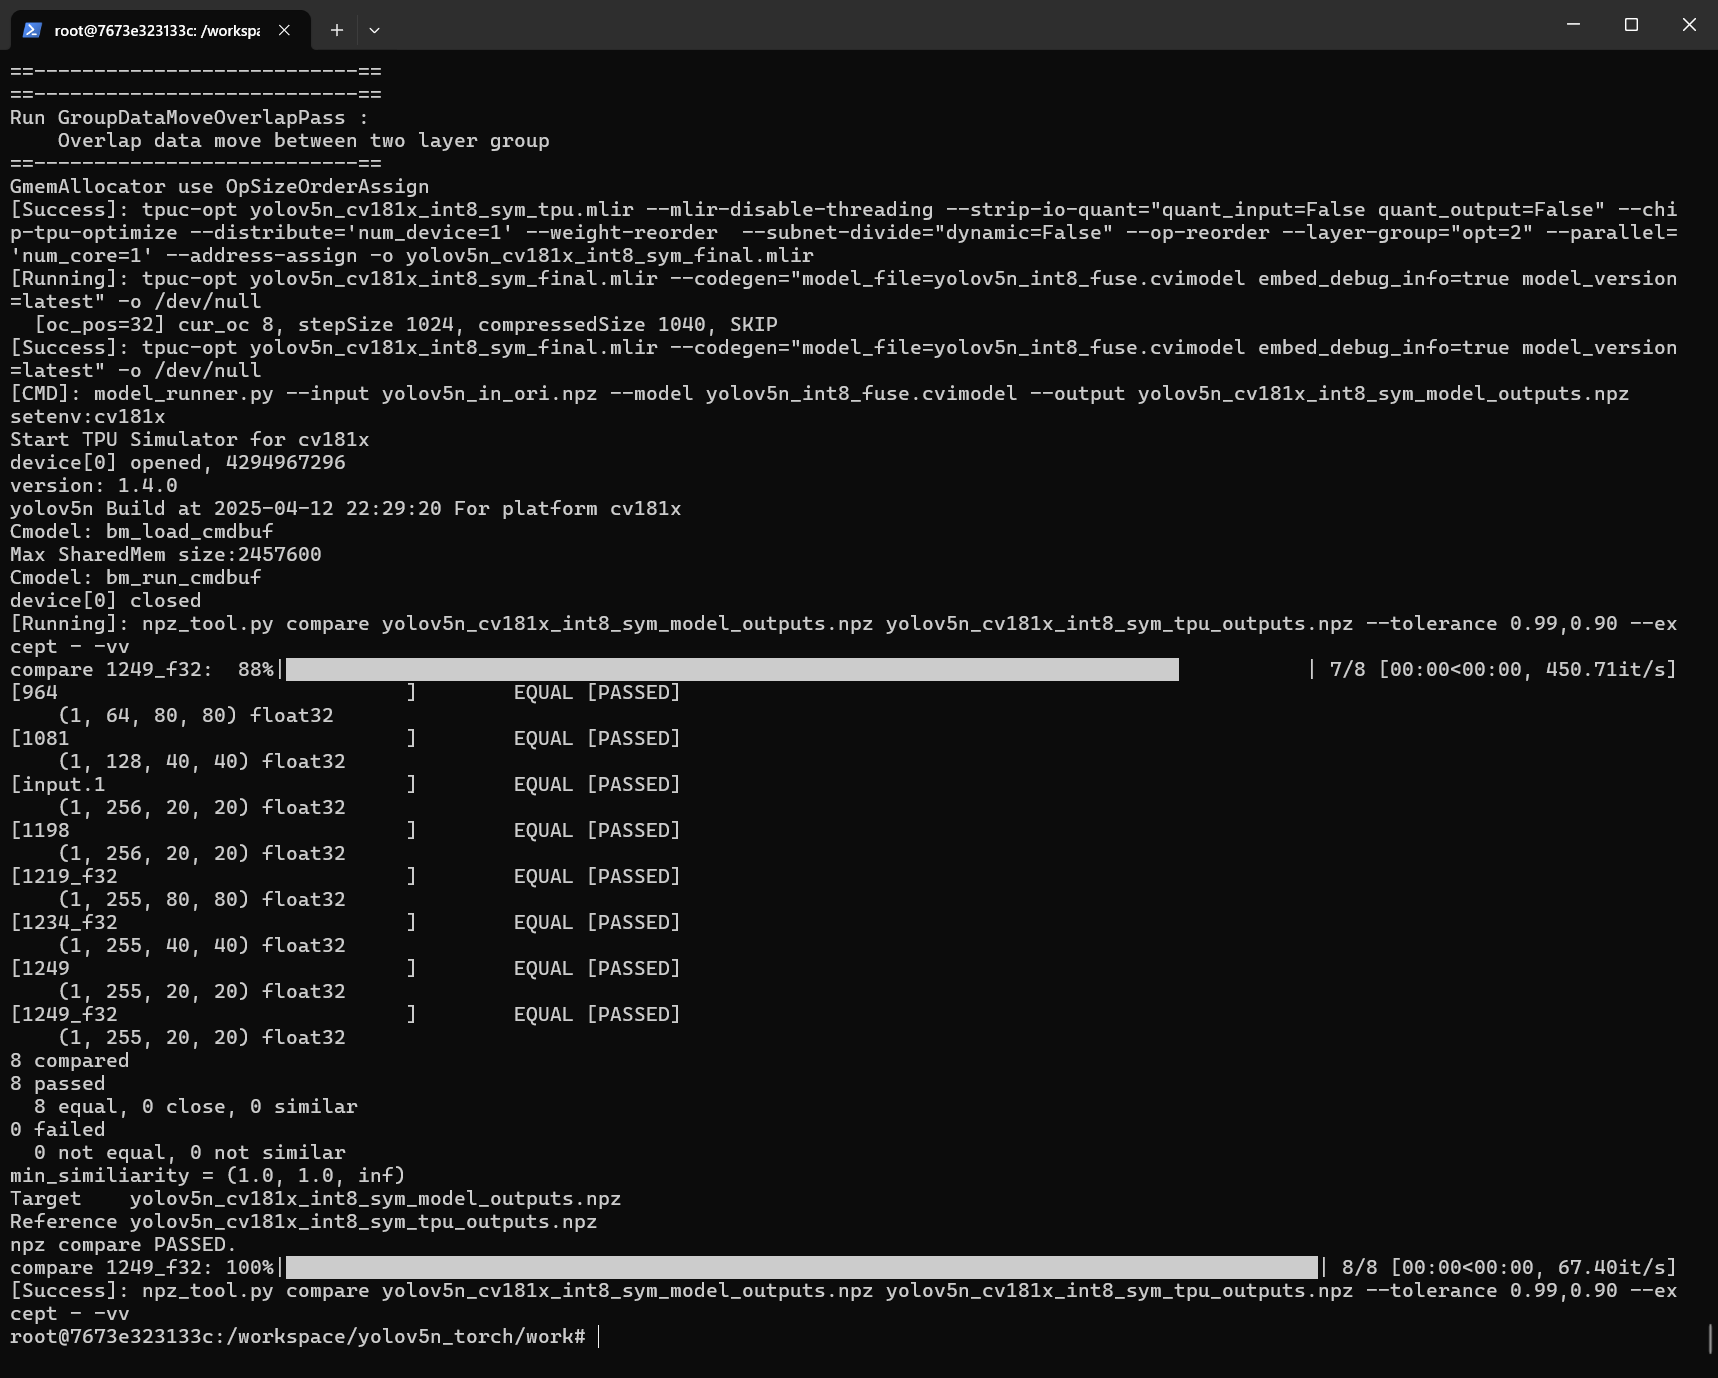 root@7673e323133c: /workspa
==---------------------------==
==---------------------------==
Run GroupDataMoveOverlapPass :
    Overlap data move between two layer group
==---------------------------==
GmemAllocator use OpSizeOrderAssign
[Success]: tpuc-opt yolov5n_cv181x_int8_sym_tpu.mlir --mlir-disable-threading --strip-io-quant="quant_input=False quant_output=False" --chi
p-tpu-optimize --distribute='num_device=1' --weight-reorder  --subnet-divide="dynamic=False" --op-reorder --layer-group="opt=2" --parallel=
'num_core=1' --address-assign -o yolov5n_cv181x_int8_sym_final.mlir
[Running]: tpuc-opt yolov5n_cv181x_int8_sym_final.mlir --codegen="model_file=yolov5n_int8_fuse.cvimodel embed_debug_info=true model_version
=latest" -o /dev/null
  [oc_pos=32] cur_oc 8, stepSize 1024, compressedSize 1040, SKIP
[Success]: tpuc-opt yolov5n_cv181x_int8_sym_final.mlir --codegen="model_file=yolov5n_int8_fuse.cvimodel embed_debug_info=true model_version
=latest" -o /dev/null
[CMD]: model_runner.py --input yolov5n_in_ori.npz --model yolov5n_int8_fuse.cvimodel --output yolov5n_cv181x_int8_sym_model_outputs.npz
setenv:cv181x
Start TPU Simulator for cv181x
device[0] opened, 4294967296
version: 1.4.0
yolov5n Build at 2025-04-12 22:29:20 For platform cv181x
Cmodel: bm_load_cmdbuf
Max SharedMem size:2457600
Cmodel: bm_run_cmdbuf
device[0] closed
[Running]: npz_tool.py compare yolov5n_cv181x_int8_sym_model_outputs.npz yolov5n_cv181x_int8_sym_tpu_outputs.npz --tolerance 0.99,0.90 --ex
cept - -vv
compare 1249_f32:  88%|          | 7/8 [00:00<00:00, 450.71it/s]
[964                             ]        EQUAL [PASSED]
    (1, 64, 80, 80) float32
[1081                            ]        EQUAL [PASSED]
    (1, 128, 40, 40) float32
[input.1                         ]        EQUAL [PASSED]
    (1, 256, 20, 20) float32
[1198                            ]        EQUAL [PASSED]
    (1, 256, 20, 20) float32
[1219_f32                        ]        EQUAL [PASSED]
    (1, 255, 80, 80) float32
[1234_f32                        ]        EQUAL [PASSED]
    (1, 255, 40, 40) float32
[1249                            ]        EQUAL [PASSED]
    (1, 255, 20, 20) float32
[1249_f32                        ]        EQUAL [PASSED]
    (1, 255, 20, 20) float32
8 compared
8 passed
  8 equal, 0 close, 0 similar
0 failed
  0 not equal, 0 not similar
min_similiarity = (1.0, 1.0, inf)
Target    yolov5n_cv181x_int8_sym_model_outputs.npz
Reference yolov5n_cv181x_int8_sym_tpu_outputs.npz
npz compare PASSED.
compare 1249_f32: 100%|          | 8/8 [00:00<00:00, 67.40it/s]
[Success]: npz_tool.py compare yolov5n_cv181x_int8_sym_model_outputs.npz yolov5n_cv181x_int8_sym_tpu_outputs.npz --tolerance 0.99,0.90 --ex
cept - -vv
root@7673e323133c:/workspace/yolov5n_torch/work#